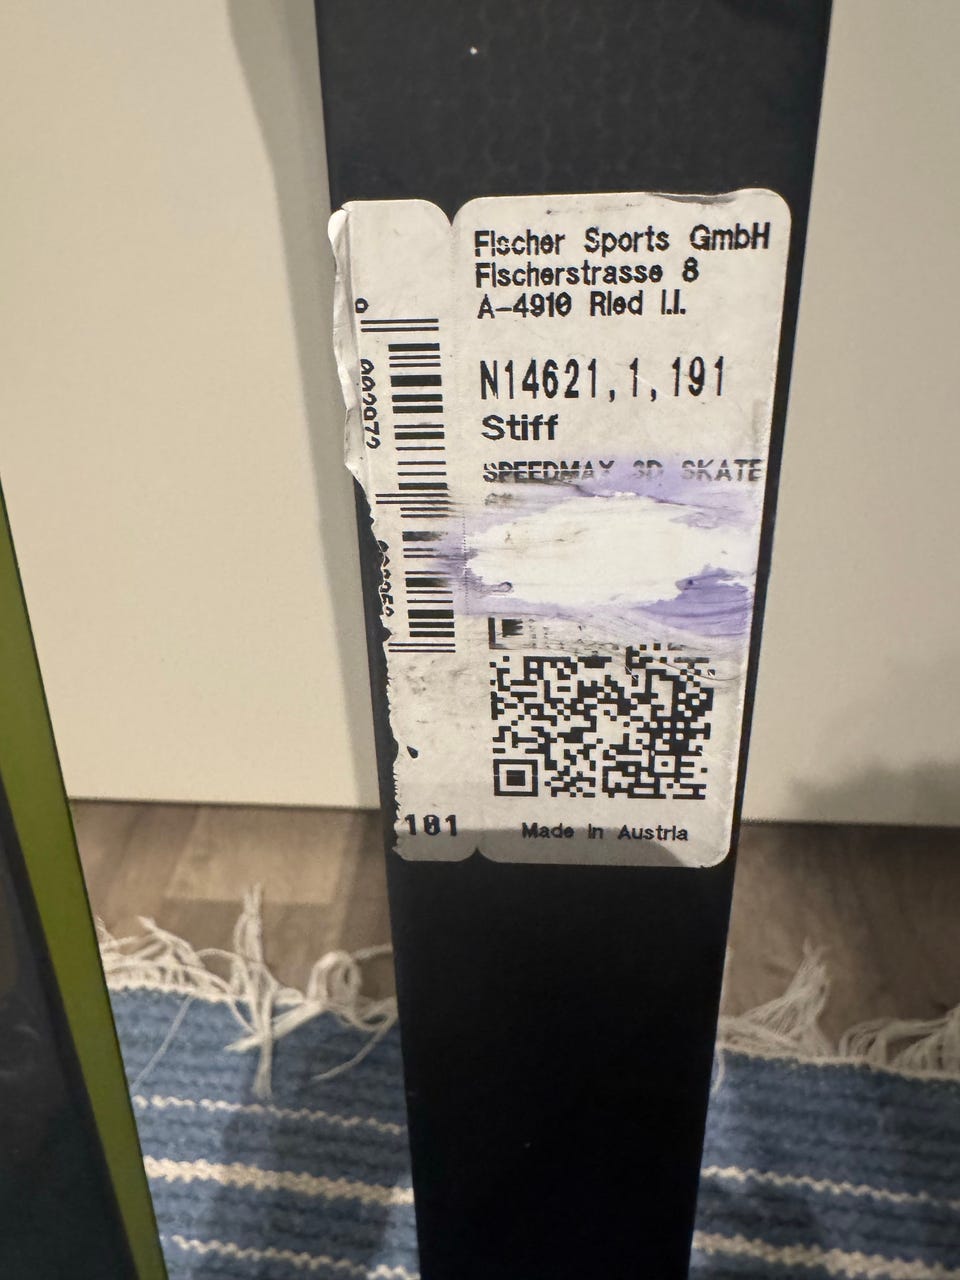 Fischer Sports GmbH
Fischerstrasse 8
A-4910 Ried i.I.
N14621,1,191
Stiff
SPEEDMAX 3D SKATE
101
Made in Austria